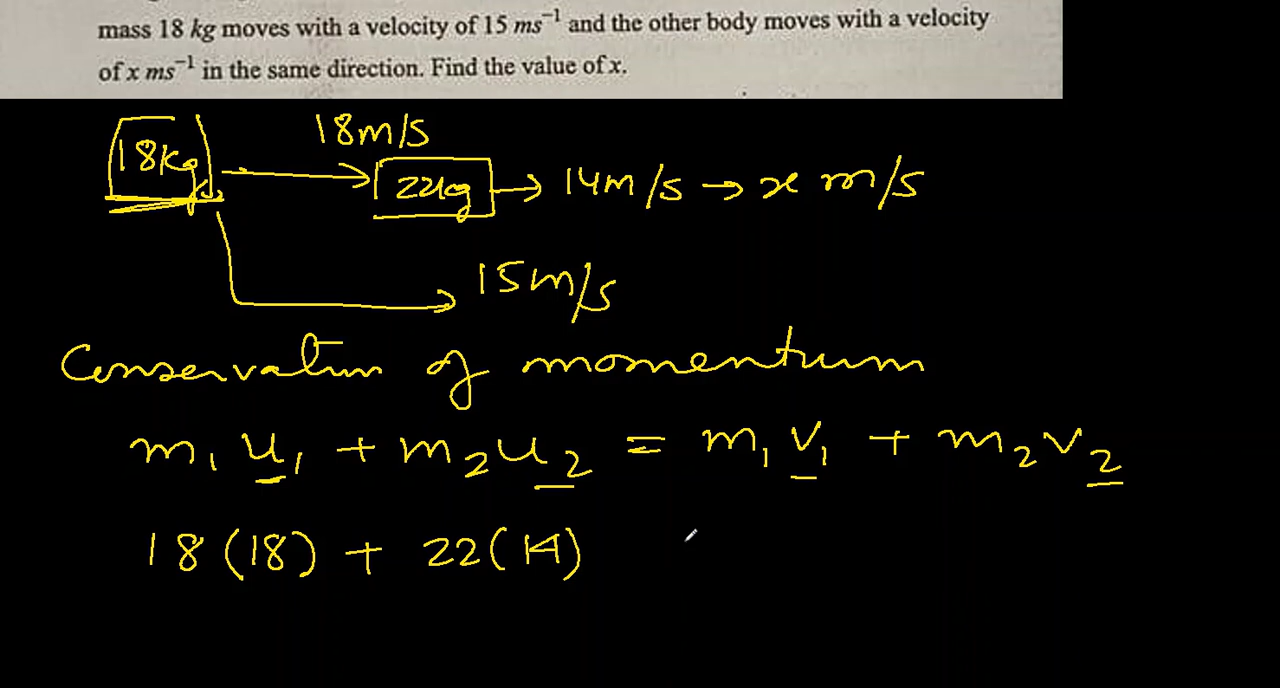 mass 18 kg moves with a velocity of 15 ms⁻¹ and the other body moves with a velocity
of x ms⁻¹ in the same direction. Find the value of x.
18m/s
18kg → 22kg → 14m/s → x m/s
15m/s
Conservation of momentum
m₁u₁ + m₂u₂ = m₁v₁ + m₂v₂
18(18) + 22(14)